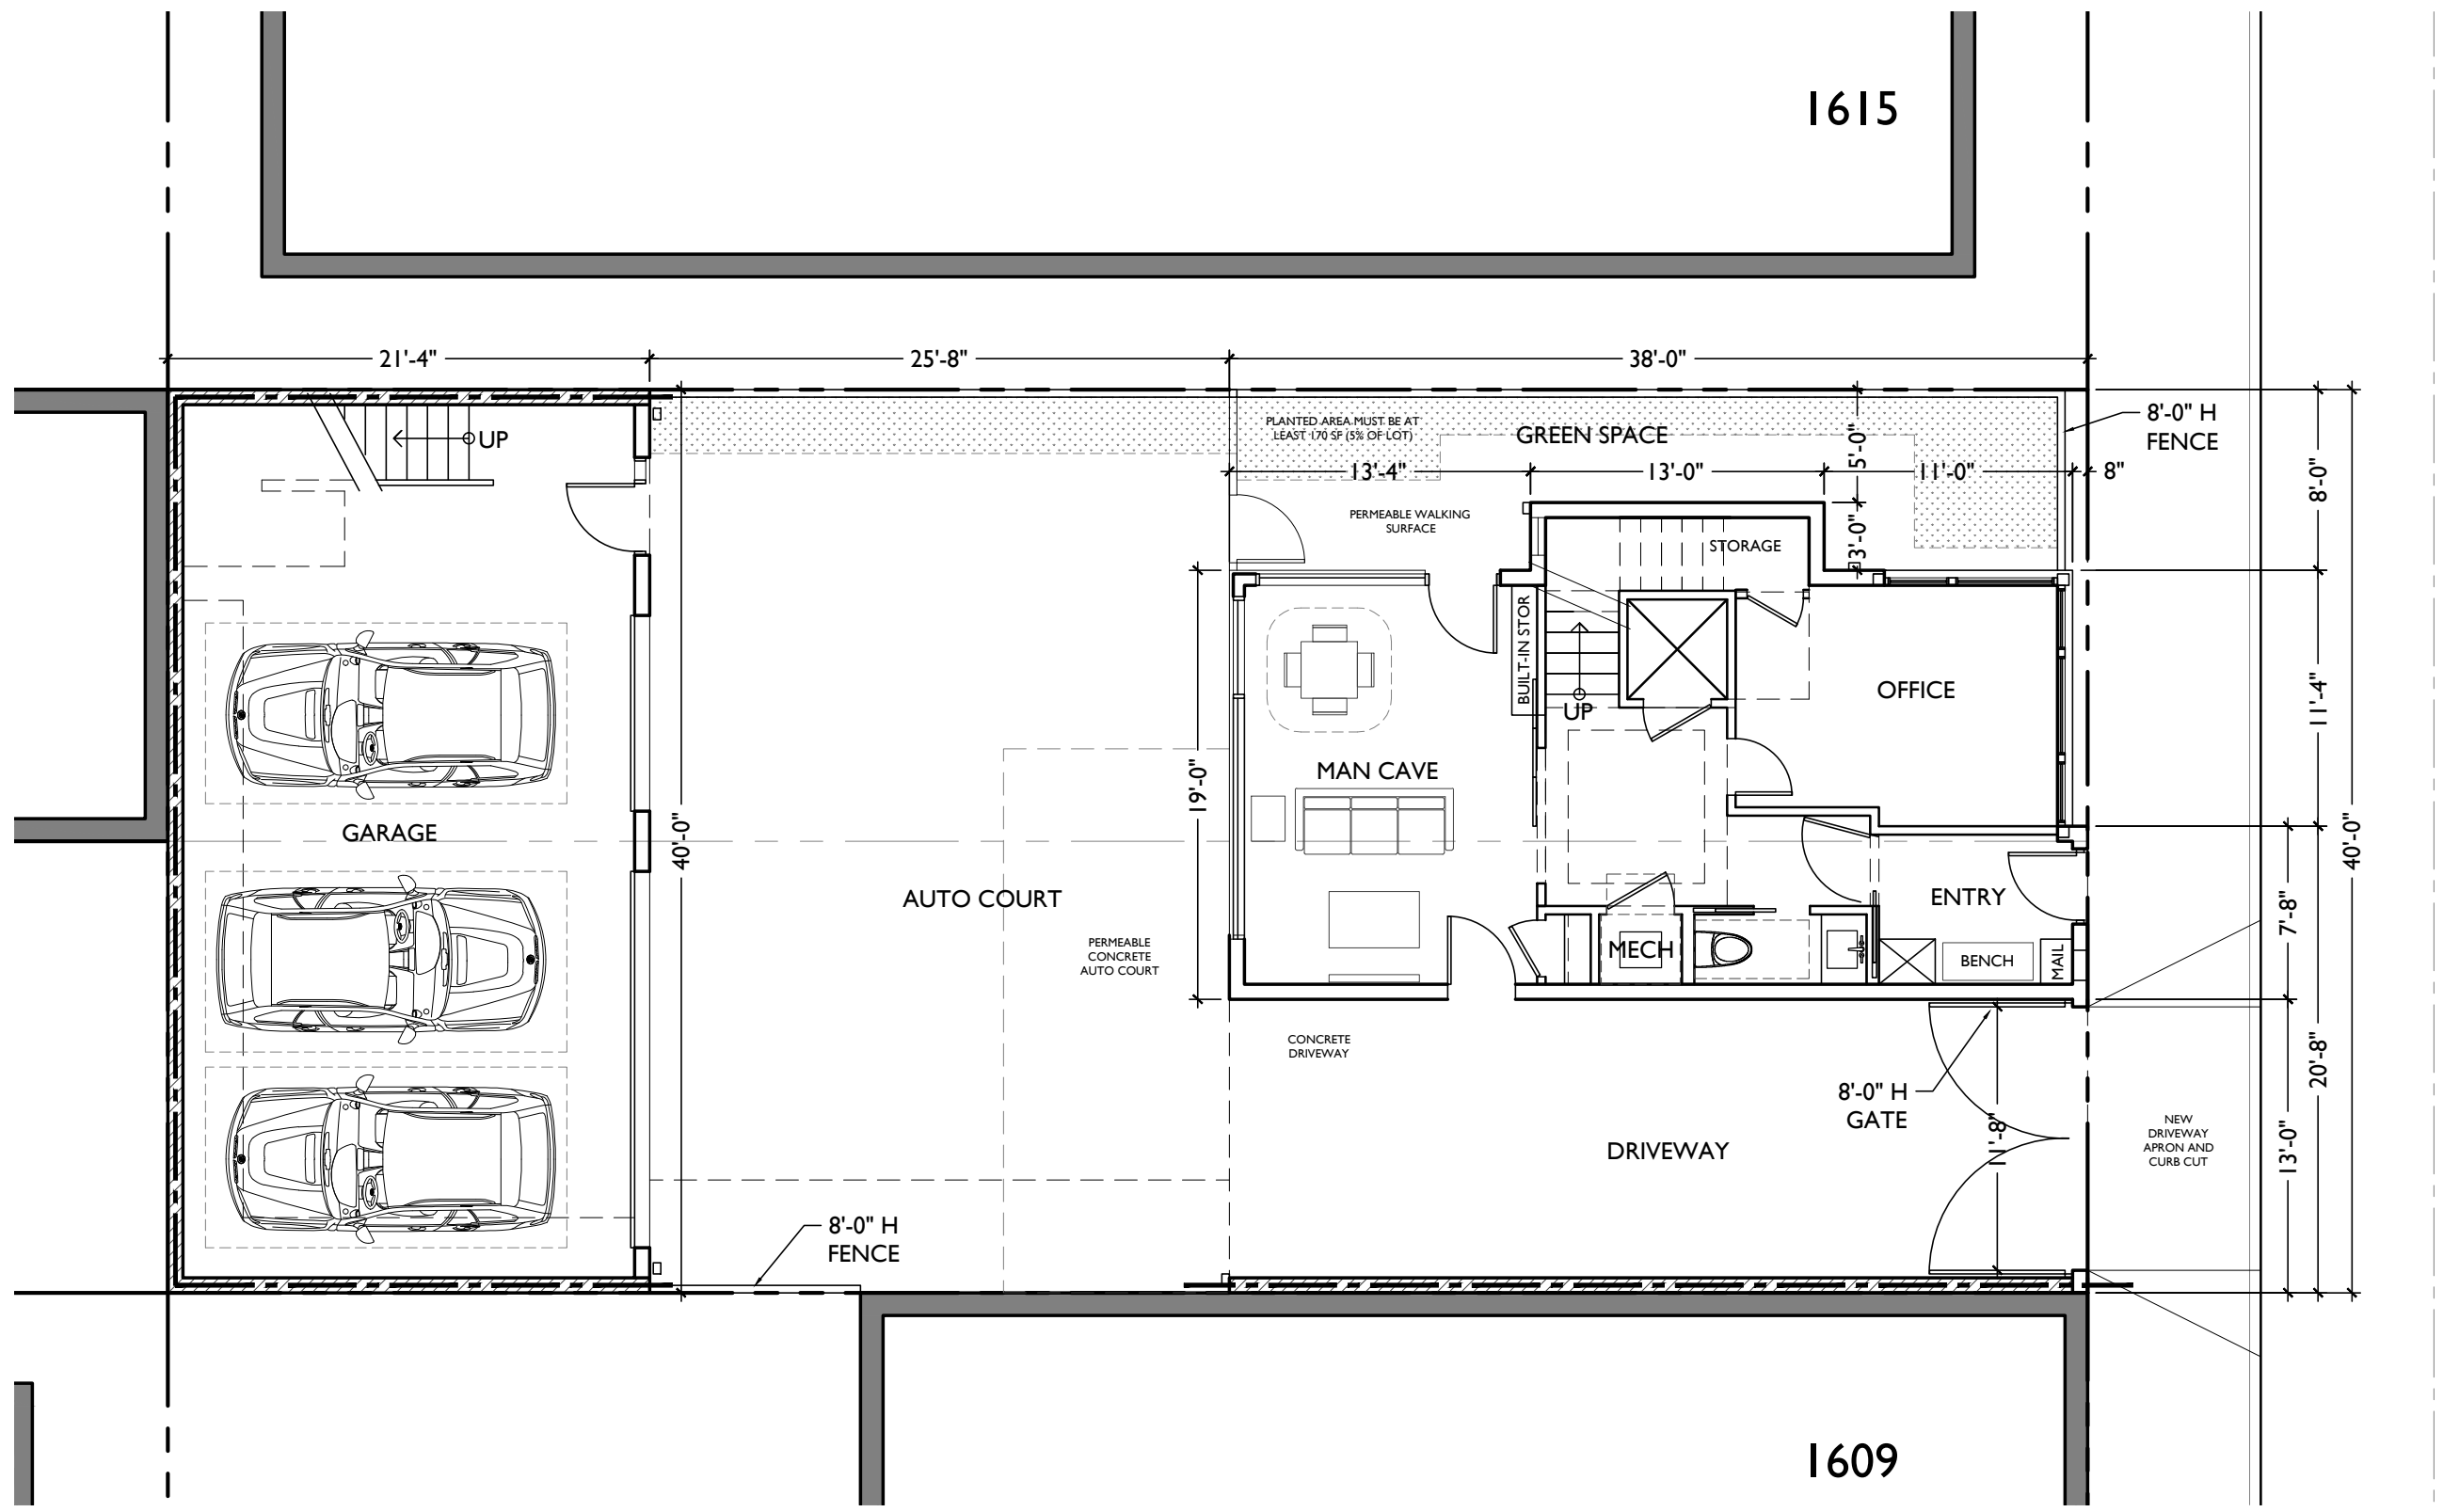 1615
21'-4"
25'-8"
38'-0"
UP
PLANTED AREA MUST BE AT
LEAST 170 SF (5% OF LOT)
GREEN SPACE
5'-0"
8'-0" H
FENCE
13'-4"
13'-0"
11'-0"
8"
8'-0"
PERMEABLE WALKING
SURFACE
3'-0"
STORAGE
BUILT-IN STOR
UP
OFFICE
11'-4"
MAN CAVE
19'-0"
GARAGE
40'-0"
40'-0"
AUTO COURT
ENTRY
7'-8"
PERMEABLE
CONCRETE
AUTO COURT
MECH
BENCH
MAIL
CONCRETE
DRIVEWAY
20'-8"
8'-0" H
GATE
11'-8"
DRIVEWAY
NEW
DRIVEWAY
APRON AND
CURB CUT
13'-0"
8'-0" H
FENCE
1609